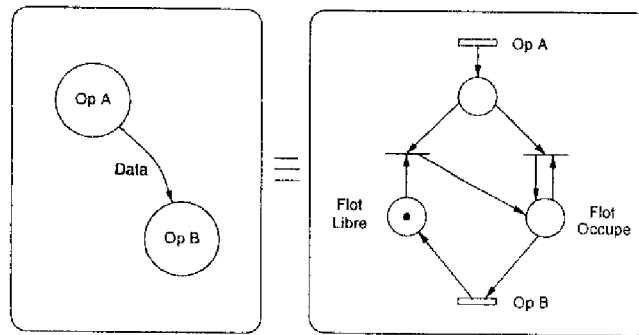 Op A
Data
Op B
Op A
Flot
Libre
Flot
Occupe
Op B